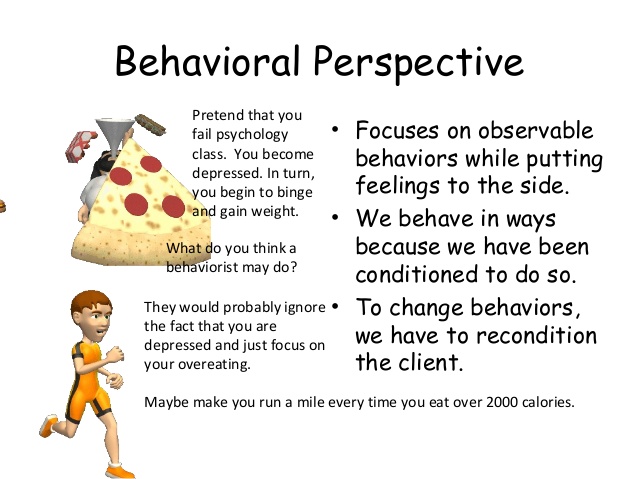 Behavioral Perspective
Pretend that you
fail psychology
class. You become
depressed. In turn,
you begin to binge
and gain weight.
What do you think a
behaviorist may do?
They would probably ignore
the fact that you are
depressed and just focus on
your overeating.
Maybe make you run a mile every time you eat over 2000 calories.
• Focuses on observable
behaviors while putting
feelings to the side.
• We behave in ways
because we have been
conditioned to do so.
• To change behaviors,
we have to recondition
the client.